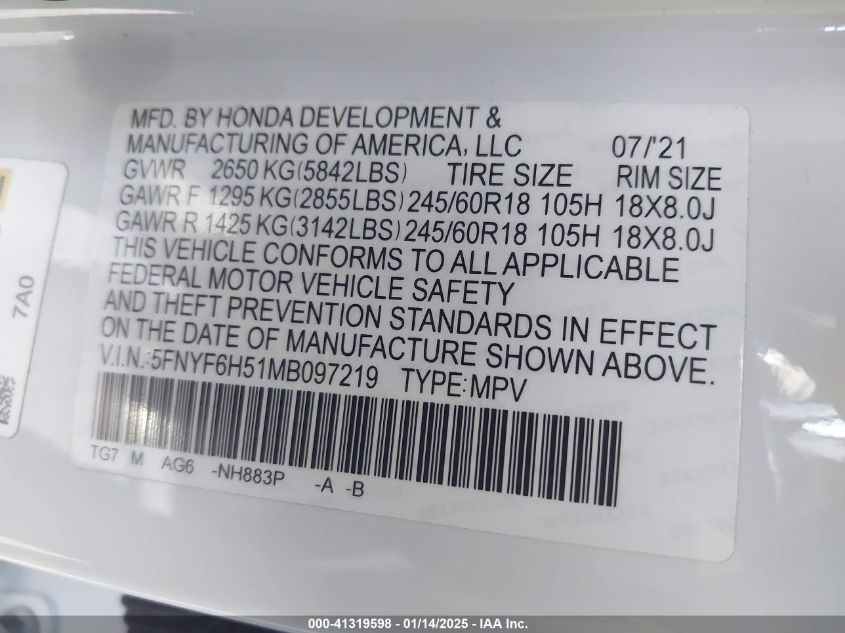 MFD. BY HONDA DEVELOPMENT &
MANUFACTURING OF AMERICA, LLC 07/'21
GVWR 2650 KG(5842LBS) TIRE SIZE RIM SIZE
GAWR F 1295 KG(2855LBS) 245/60R18 105H 18X8.0J
GAWR R 1425 KG(3142LBS) 245/60R18 105H 18X8.0J
THIS VEHICLE CONFORMS TO ALL APPLICABLE
FEDERAL MOTOR VEHICLE SAFETY
AND THEFT PREVENTION STANDARDS IN EFFECT
ON THE DATE OF MANUFACTURE SHOWN ABOVE.
V.I.N.:5FNYF6H51MB097219 TYPE:MPV
TG7 M AG6 -NH883P -A -B
7A0
000-41319598 - 01/14/2025 - IAA Inc.